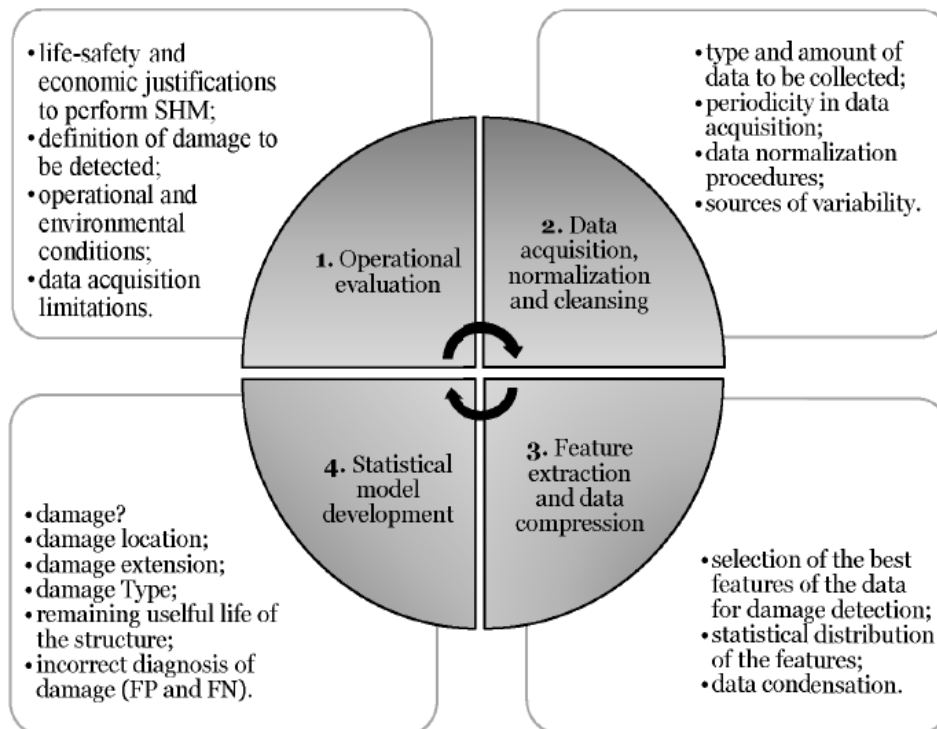 •life-safety and
economic justifications
to perform SHM;
•definition of damage to
be detected;
•operational and
environmental
conditions;
•data acquisition
limitations.
•type and amount of
data to be collected;
•periodicity in data
acquisition;
•data normalization
procedures;
•sources of variability.
1. Operational
evaluation
2. Data
acquisition,
normalization
and cleansing
4. Statistical
model
development
3. Feature
extraction
and data
compression
•damage?
•damage location;
•damage extension;
•damage Type;
•remaining uselful life of
the structure;
•incorrect diagnosis of
damage (FP and FN).
•selection of the best
features of the data
for damage detection;
•statistical distribution
of the features;
•data condensation.